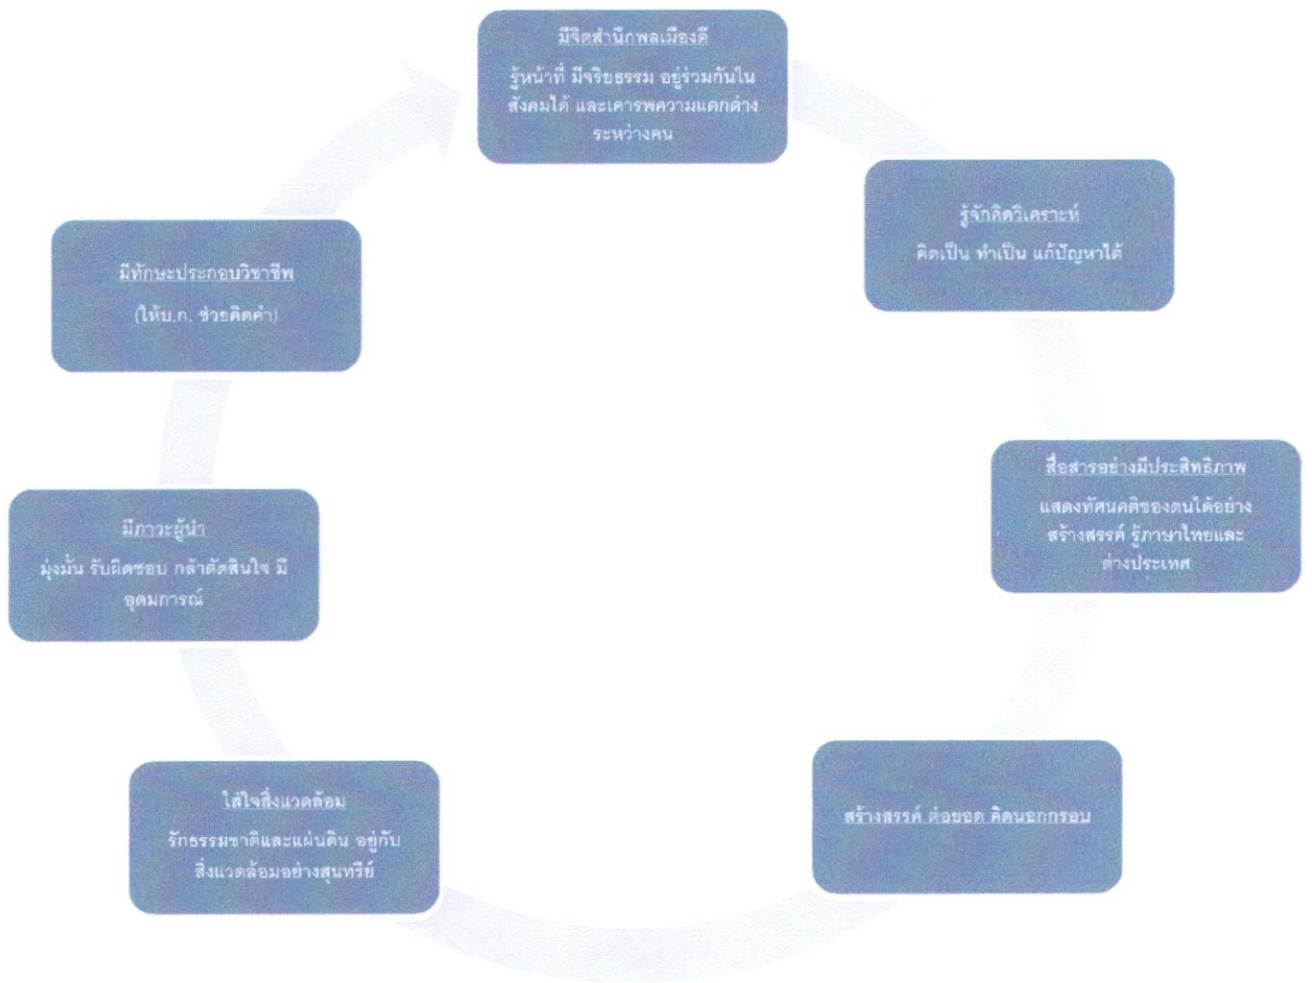 มีจิตสำนึกพลเมืองดี
รู้หน้าที่ มีจริยธรรม อยู่ร่วมกันใน
สังคมได้ และเคารพความแตกต่าง
ระหว่างคน
รู้จักคิดวิเคราะห์
คิดเป็น ทำเป็น แก้ปัญหาได้
สื่อสารอย่างมีประสิทธิภาพ
แสดงทัศนคติของตนได้อย่าง
สร้างสรรค์ รู้ภาษาไทยและ
ต่างประเทศ
สร้างสรรค์ ต่อยอด คิดนอกกรอบ
ใส่ใจสิ่งแวดล้อม
รักธรรมชาติและแผ่นดิน อยู่กับ
สิ่งแวดล้อมอย่างสุนทรีย์
มีภาวะผู้นำ
มุ่งมั่น รับผิดชอบ กล้าตัดสินใจ มี
อุดมการณ์
มีทักษะประกอบวิชาชีพ
(ให้บ.ก. ช่วยคิดคำ)